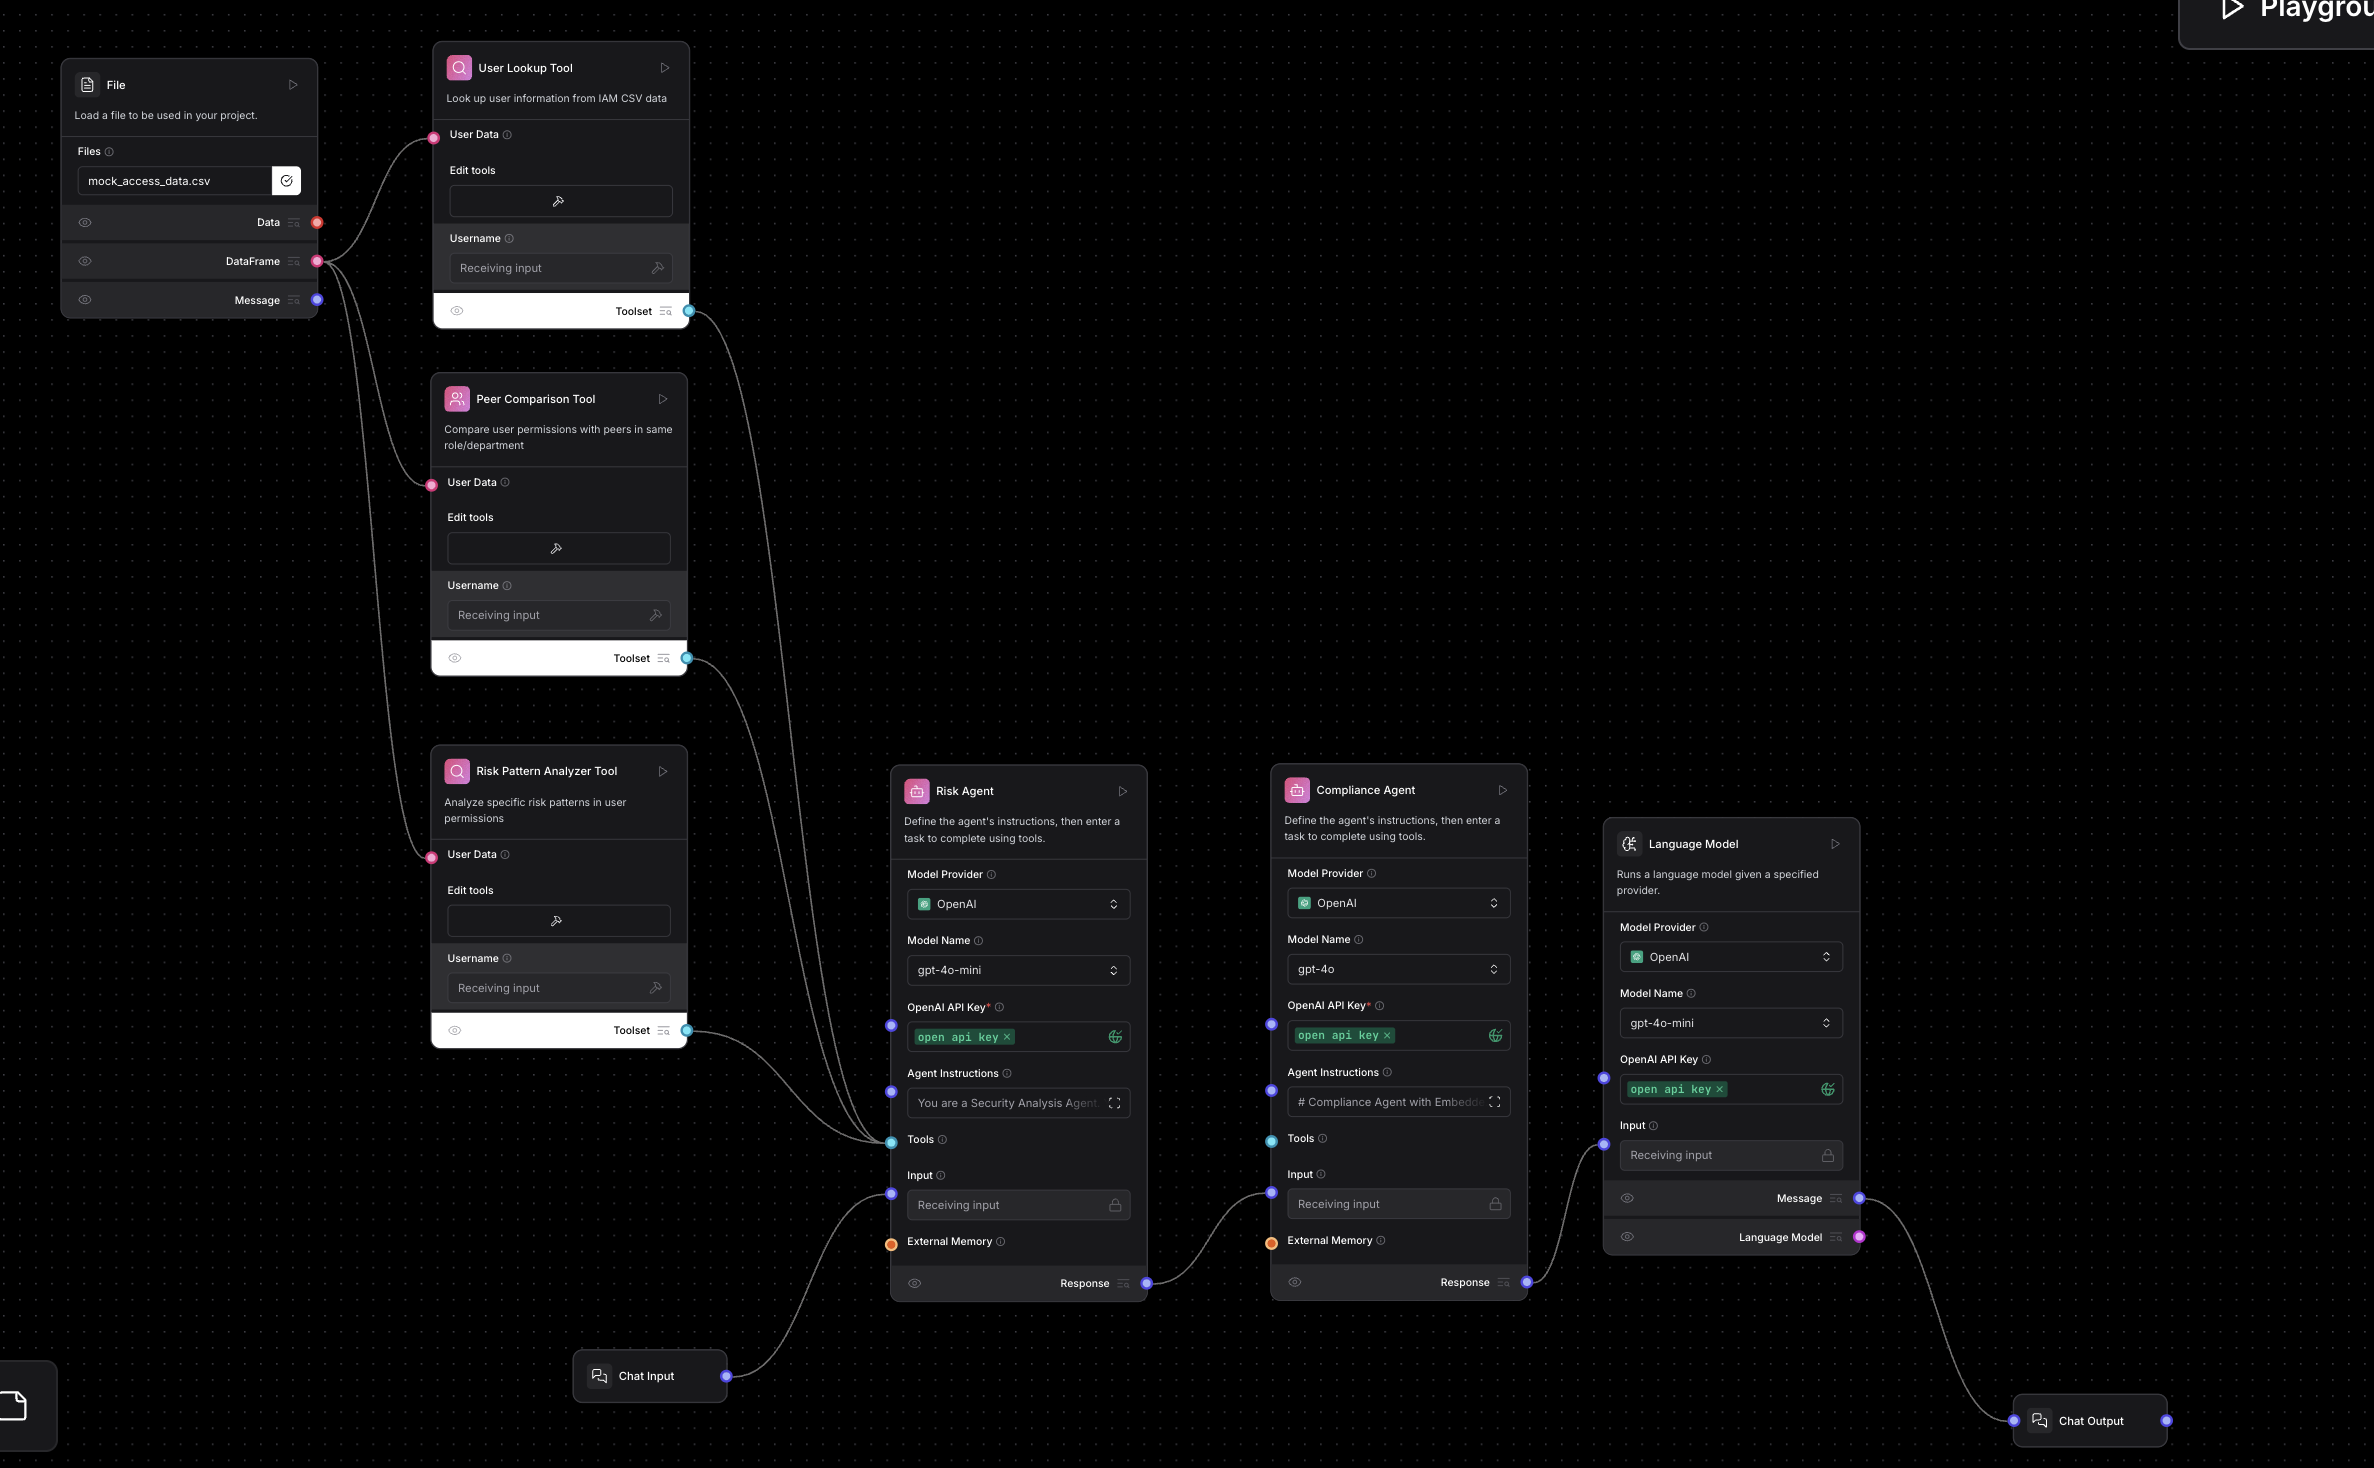 Playgrou
File
Load a file to be used in your project.
Files
mock_access_data.csv
Data
DataFrame
Message
User Lookup Tool
Look up user information from IAM CSV data
User Data
Edit tools
Username
Receiving input
Toolset
Peer Comparison Tool
Compare user permissions with peers in same
role/department
User Data
Edit tools
Username
Receiving input
Toolset
Risk Pattern Analyzer Tool
Analyze specific risk patterns in user
permissions
User Data
Edit tools
Username
Receiving input
Toolset
Risk Agent
Define the agent's instructions, then enter a
task to complete using tools.
Model Provider
OpenAI
Model Name
gpt-4o-mini
OpenAI API Key*
open api key ×
Agent Instructions
You are a Security Analysis Agent.
Tools
Input
Receiving input
External Memory
Response
Compliance Agent
Define the agent's instructions, then enter a
task to complete using tools.
Model Provider
OpenAI
Model Name
gpt-4o
OpenAI API Key*
open api key ×
Agent Instructions
# Compliance Agent with Embedde
Tools
Input
Receiving input
External Memory
Response
Language Model
Runs a language model given a specified
provider.
Model Provider
OpenAI
Model Name
gpt-4o-mini
OpenAI API Key
open api key ×
Input
Receiving input
Message
Language Model
Chat Input
Chat Output